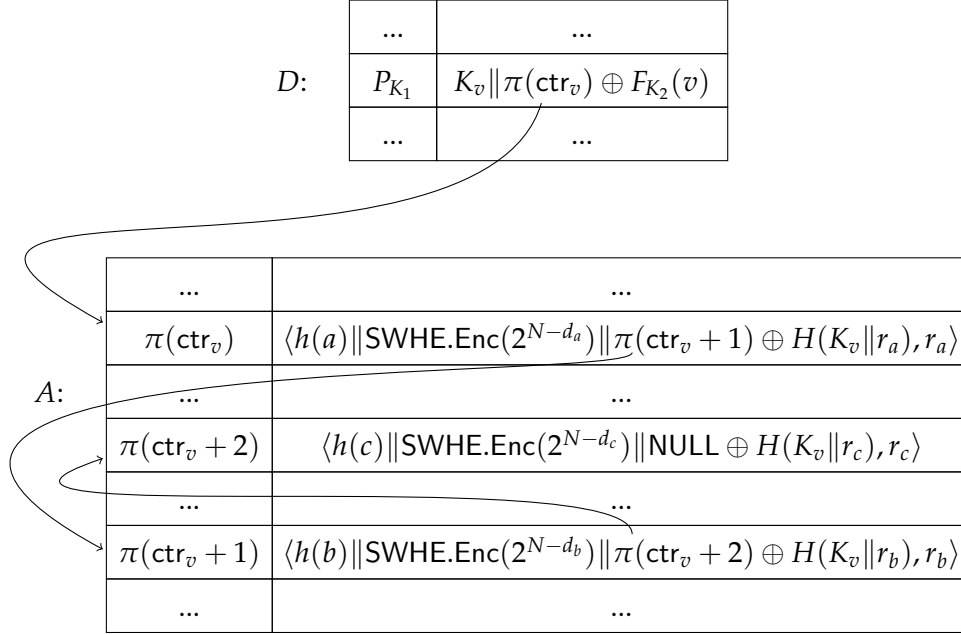 ... ...
D: P_{K_1} K_v∥π(ctr_v) ⊕ F_{K_2}(v)
... ...
... ...
π(ctr_v) ⟨h(a)∥SWHE.Enc(2^{N−d_a})∥π(ctr_v + 1) ⊕ H(K_v∥r_a), r_a⟩
A: ... ...
π(ctr_v + 2) ⟨h(c)∥SWHE.Enc(2^{N−d_c})∥NULL ⊕ H(K_v∥r_c), r_c⟩
... ...
π(ctr_v + 1) ⟨h(b)∥SWHE.Enc(2^{N−d_b})∥π(ctr_v + 2) ⊕ H(K_v∥r_b), r_b⟩
... ...